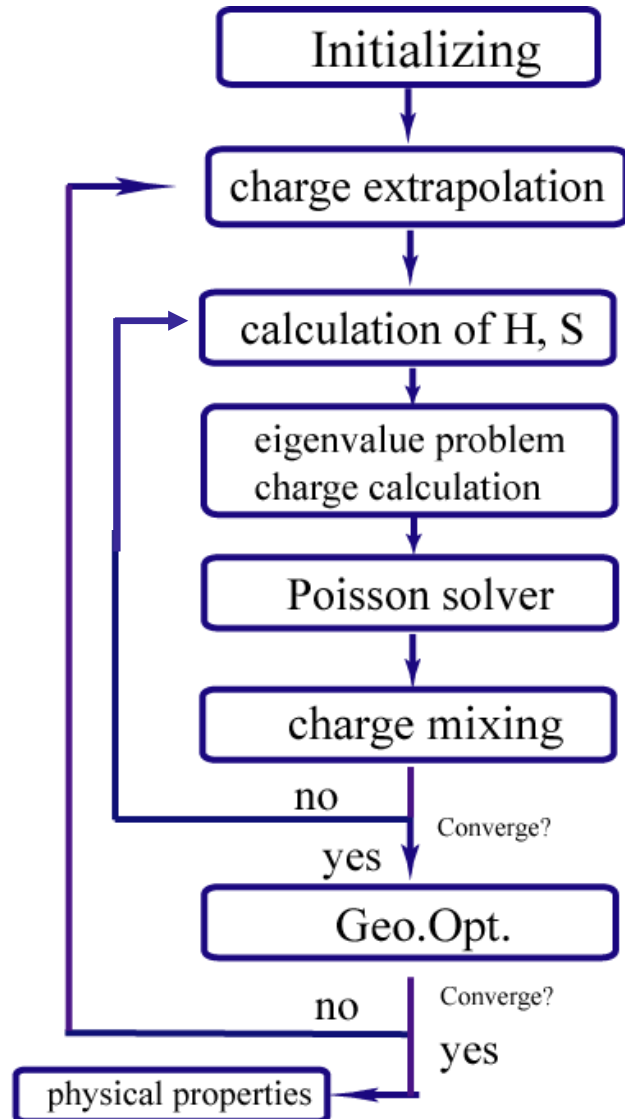 Initializing
charge extrapolation
calculation of H, S
eigenvalue problem
charge calculation
Poisson solver
charge mixing
no
Converge?
yes
Geo.Opt.
no
Converge?
yes
physical properties